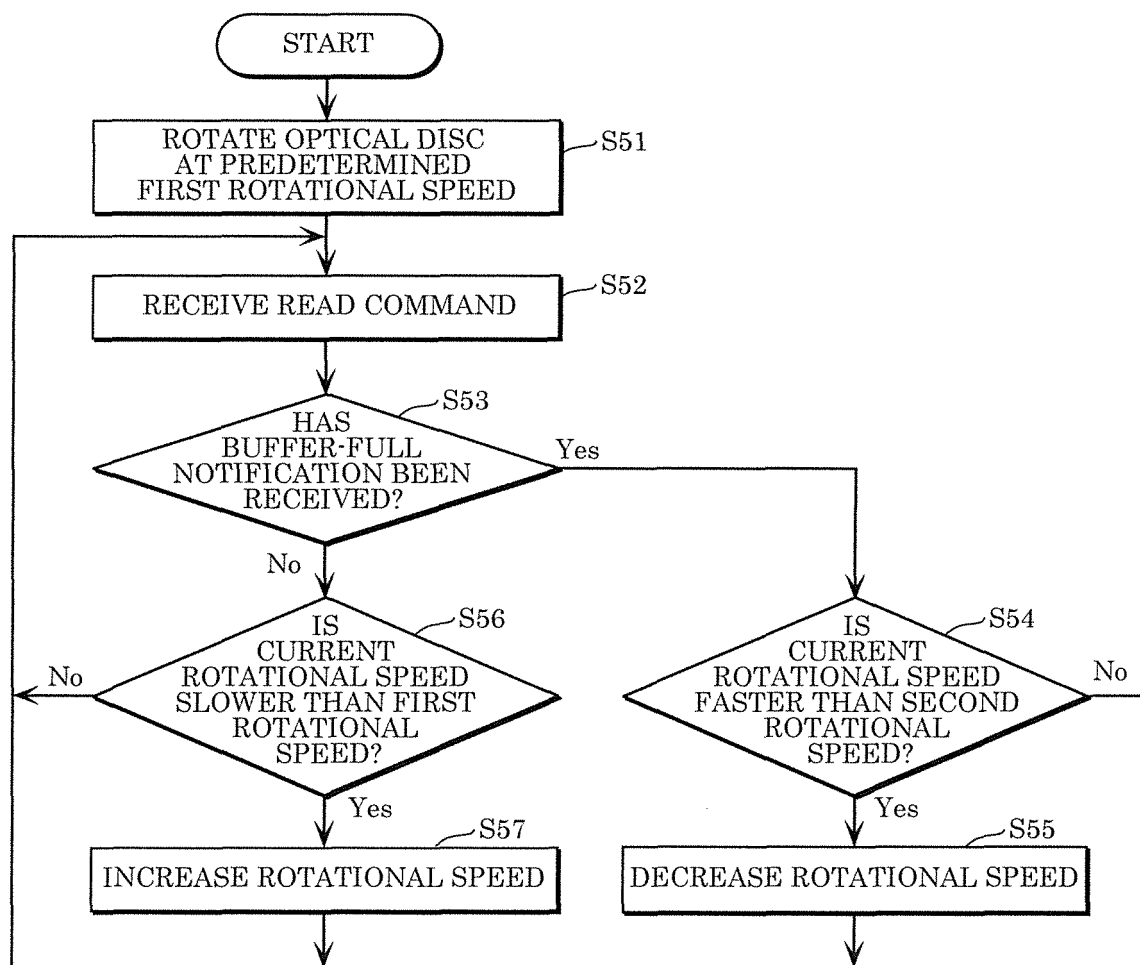 START
ROTATE OPTICAL DISC
AT PREDETERMINED
FIRST ROTATIONAL SPEED
S51
RECEIVE READ COMMAND
S52
S53
HAS
BUFFER-FULL
NOTIFICATION BEEN
RECEIVED?
Yes
No
S56
IS
CURRENT
ROTATIONAL SPEED
SLOWER THAN FIRST
ROTATIONAL
SPEED?
No
Yes
S54
IS
CURRENT
ROTATIONAL SPEED
FASTER THAN SECOND
ROTATIONAL
SPEED?
No
Yes
S57
INCREASE ROTATIONAL SPEED
S55
DECREASE ROTATIONAL SPEED